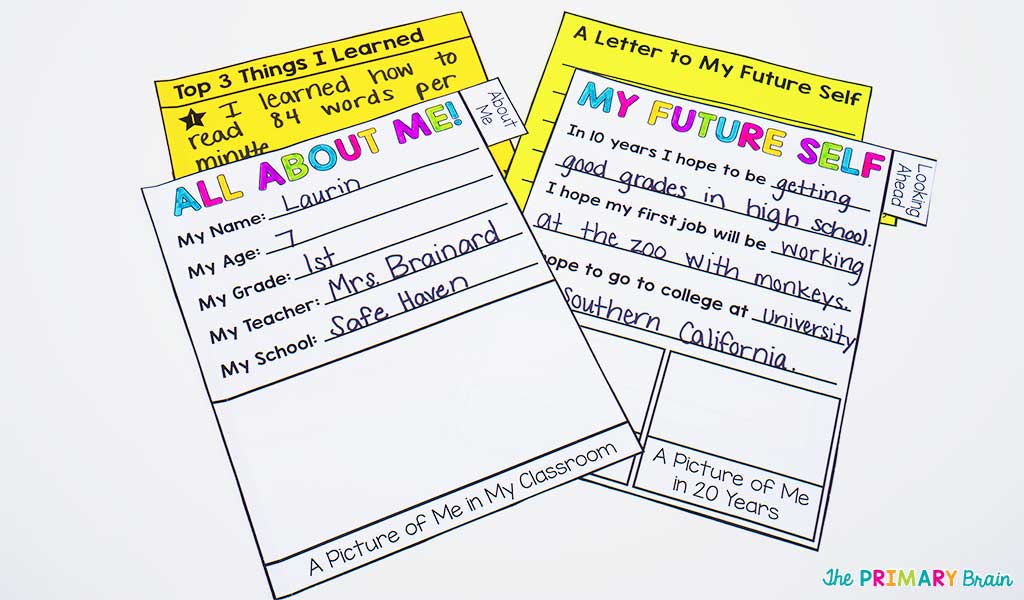 Top 3 Things I Learned
1 I learned how to
read 84 words per
minute
About
Me
ALL ABOUT ME!
My Name: Laurin
My Age: 7
My Grade: 1st
My Teacher: Mrs. Brainard
My School: Safe Haven
A Picture of Me in My Classroom
A Letter to My Future Self
Looking
Ahead
MY FUTURE SELF
In 10 years I hope to be getting
good grades in high school.
I hope my first job will be working
at the zoo with monkeys.
hope to go to college at university
Southern California.
A Picture of Me
in 20 Years
The PRIMARY Brain